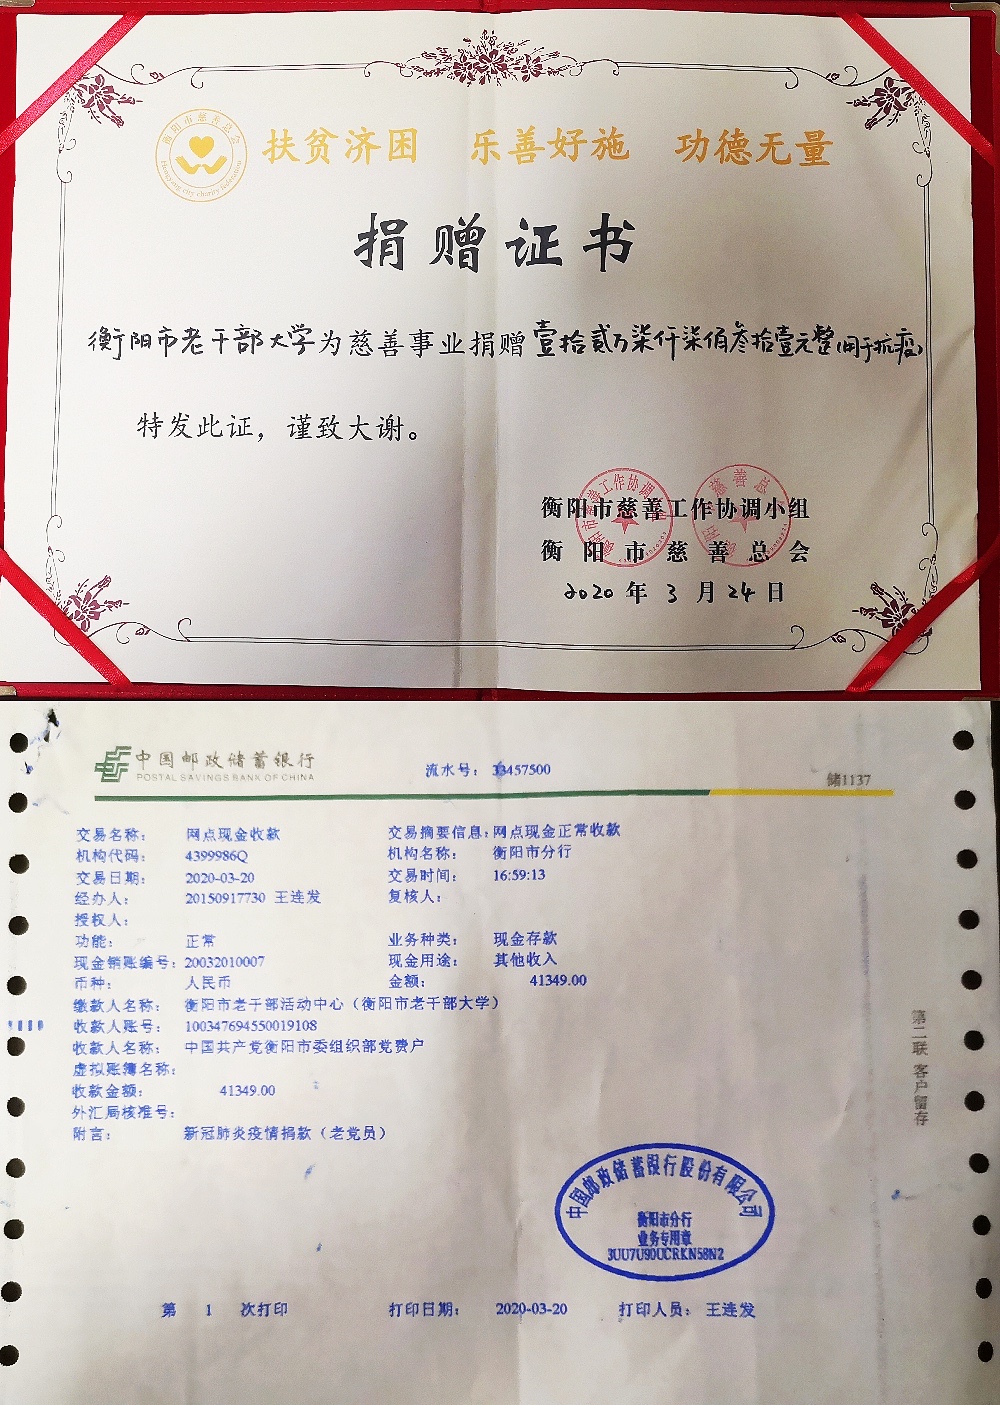 衡阳市慈善总会
Hengyang city charity federation
扶贫济困 乐善好施 功德无量
捐赠证书
衡阳市老干部大学为慈善事业捐赠壹拾贰万柒仟柒佰叁拾壹元整(用于抗疫)
特发此证，谨致大谢。
衡阳市慈善工作协调小组
衡阳市慈善总会
2020年3月24日
中国邮政储蓄银行
POSTAL SAVINGS BANK OF CHINA
流水号： 33457500
储1137
交易名称： 网点现金收款 交易摘要信息：网点现金正常收款
机构代码： 4399986Q 机构名称： 衡阳市分行
交易日期： 2020-03-20 交易时间： 16:59:13
经办人： 20150917730 王连发 复核人：
授权人：
功能： 正常 业务种类： 现金存款
现金销账编号：20032010007 现金用途： 其他收入
币种： 人民币 金额： 41349.00
缴款人名称： 衡阳市老干部活动中心（衡阳市老干部大学）
收款人账号： 100347694550019108
收款人名称： 中国共产党衡阳市委组织部党费户
虚拟账簿名称：
收款金额： 41349.00
外汇局核准号：
附言： 新冠肺炎疫情捐款（老党员）
第二联 客户留存
中国邮政储蓄银行股份有限公司
衡阳市分行
业务专用章
3UU7U9DUCRKN58N2
第 1 次打印 打印日期： 2020-03-20 打印人员： 王连发